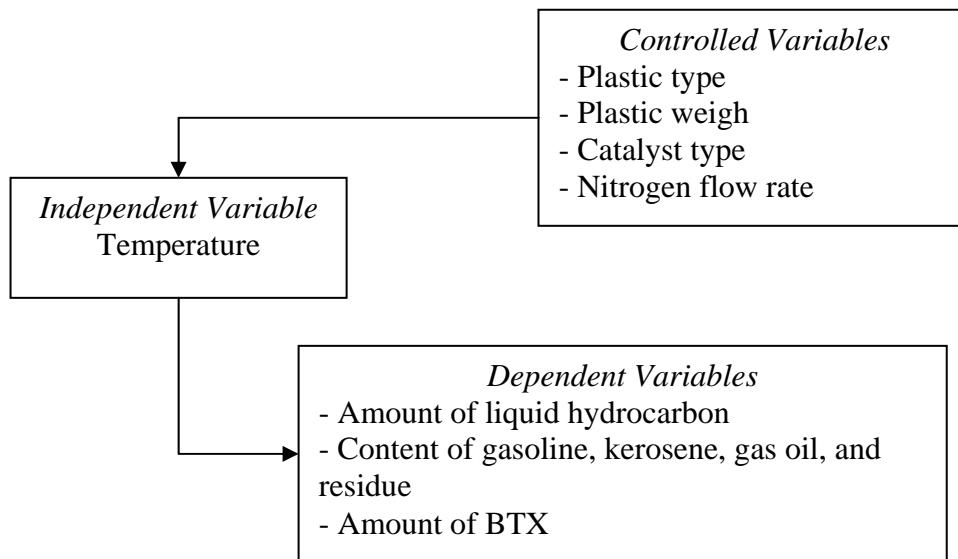 Controlled Variables
- Plastic type
- Plastic weigh
- Catalyst type
- Nitrogen flow rate
Independent Variable
Temperature
Dependent Variables
- Amount of liquid hydrocarbon
- Content of gasoline, kerosene, gas oil, and
residue
- Amount of BTX